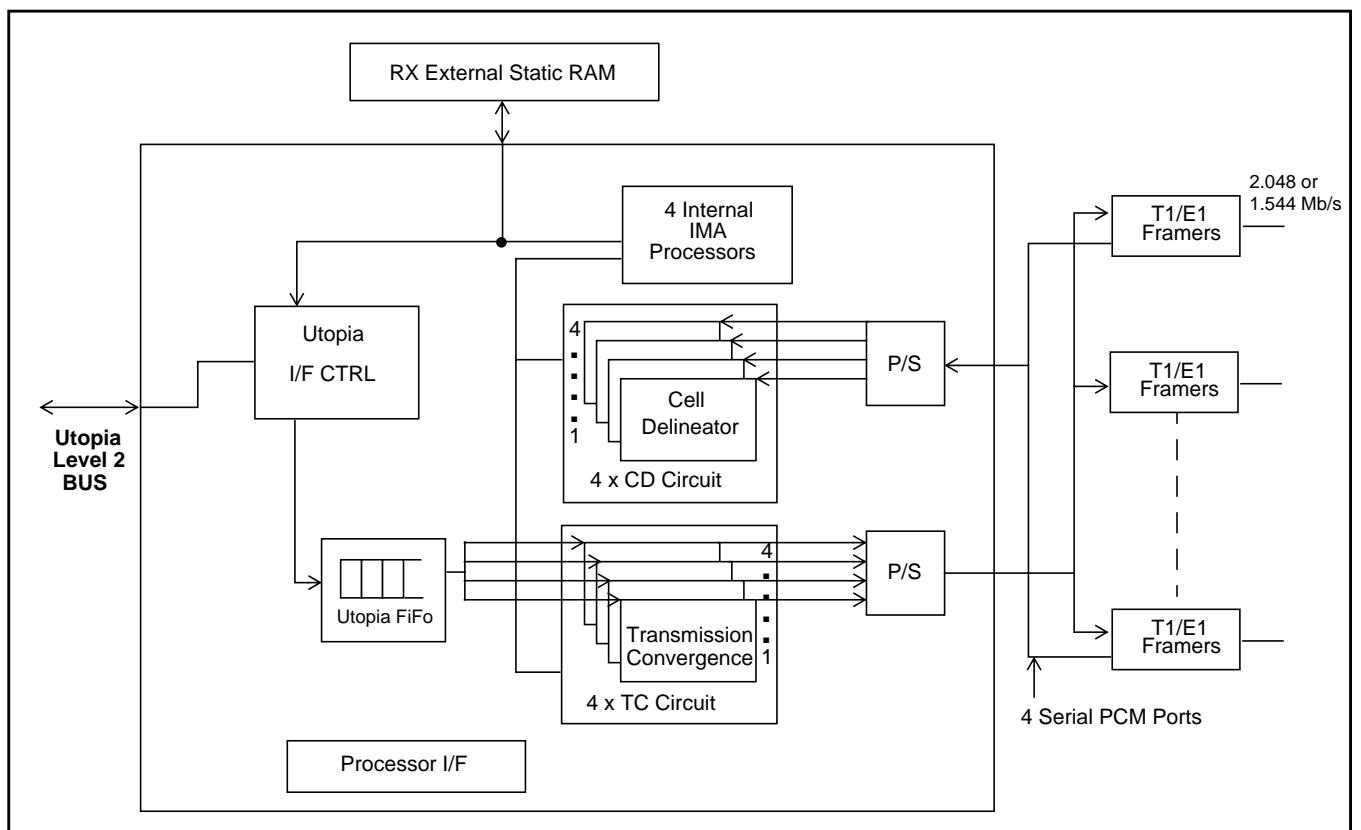 RX External Static RAM
4 Internal
IMA
Processors
2.048 or
1.544 Mb/s
T1/E1
Framers
Utopia
I/F CTRL
4
1
Cell
Delineator
4 x CD Circuit
P/S
T1/E1
Framers
Utopia
Level 2
BUS
Utopia FiFo
4
1
Transmission
Convergence
4 x TC Circuit
P/S
T1/E1
Framers
4 Serial PCM Ports
Processor I/F